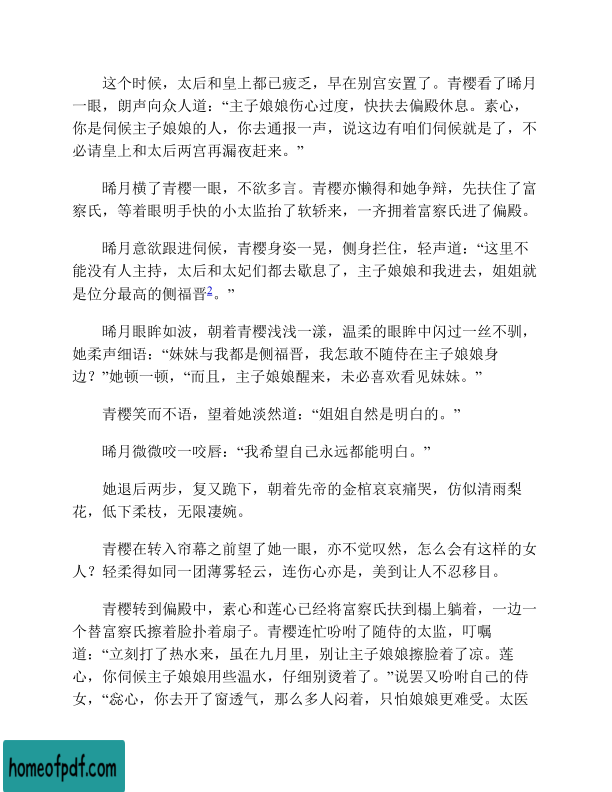 这个时候，太后和皇上都已疲乏，早在别宫安置了。青樱看了晞月
一眼，朗声向众人道：“主子娘娘伤心过度，快扶去偏殿休息。素心，
你是伺候主子娘娘的人，你去通报一声，说这边有咱们伺候就是了，不
必请皇上和太后两宫再漏夜赶来。”
晞月横了青樱一眼，不欲多言。青樱亦懒得和她争辩，先扶住了富
察氏，等着眼明手快的小太监抬了软轿来，一齐拥着富察氏进了偏殿。
晞月意欲跟进伺候，青樱身姿一晃，侧身拦住，轻声道：“这里不
能没有人主持，太后和太妃们都去歇息了，主子娘娘和我进去，姐姐就
是位分最高的侧福晋2。”
晞月眼眸如波，朝着青樱浅浅一漾，温柔的眼眸中闪过一丝不驯，
她柔声细语：“妹妹与我都是侧福晋，我怎敢不随侍在主子娘娘身
边？”她顿一顿，“而且，主子娘娘醒来，未必喜欢看见妹妹。”
青樱笑而不语，望着她淡然道：“姐姐自然是明白的。”
晞月微微咬一咬唇：“我希望自己永远都能明白。”
她退后两步，复又跪下，朝着先帝的金棺哀哀痛哭，仿似清雨梨
花，低下柔枝，无限凄婉。
青樱在转入帘幕之前望了她一眼，亦不觉叹然，怎么会有这样的女
人？轻柔得如同一团薄雾轻云，连伤心亦是，美到让人不忍移目。
青樱转到偏殿中，素心和莲心已经将富察氏扶到榻上躺着，一边一
个替富察氏擦着脸扑着扇子。青樱连忙吩咐了随侍的太监，叮嘱
道：“立刻打了热水来，虽在九月里，别让主子娘娘擦脸着了凉。莲
心，你伺候主子娘娘用些温水，仔细别烫着了。”说罢又吩咐自己的侍
女，“惢心，你去开了窗透气，那么多人闷着，只怕娘娘更难受。太医
homeofpdf.com